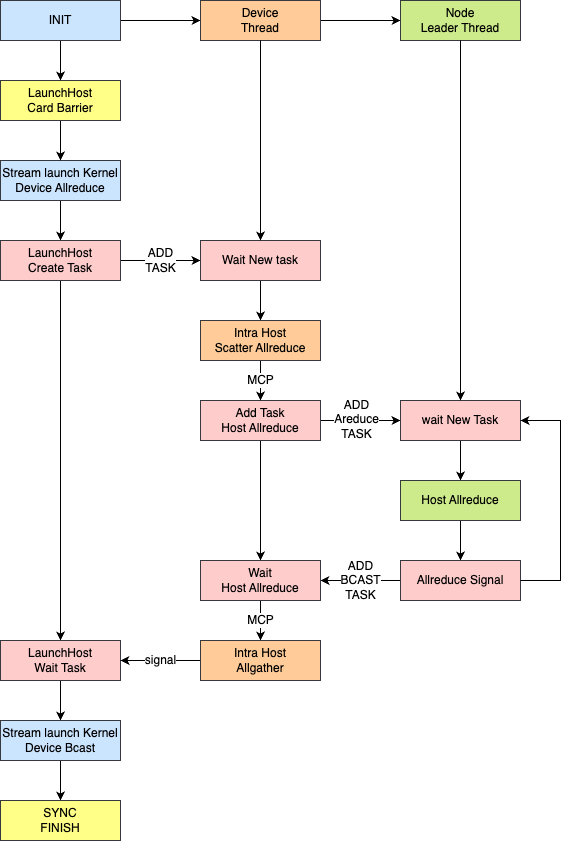 INIT
Device
Thread
Node
Leader Thread
LaunchHost
Card Barrier
Stream launch Kernel
Device Allreduce
LaunchHost
Create Task
ADD
TASK
Wait New task
Intra Host
Scatter Allreduce
MCP
Add Task
Host Allreduce
ADD
Areduce
TASK
wait New Task
Host Allreduce
Wait
Host Allreduce
ADD
BCAST
TASK
Allreduce Signal
MCP
LaunchHost
Wait Task
signal
Intra Host
Allgather
Stream launch Kernel
Device Bcast
SYNC
FINISH